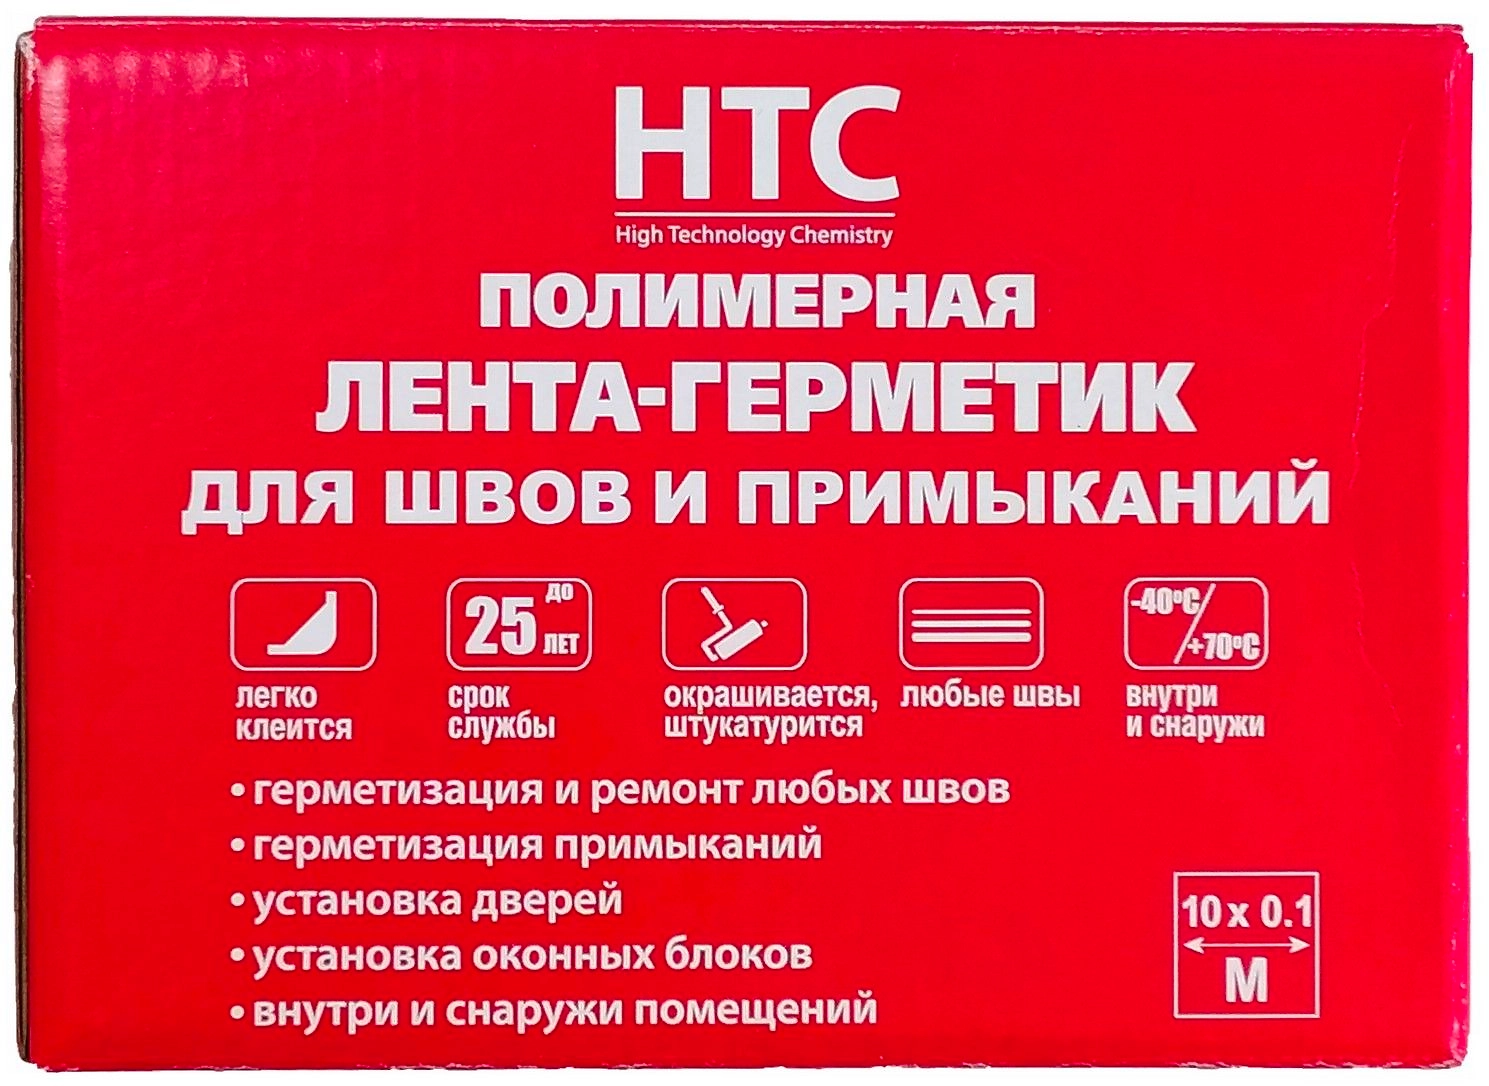 НТС
High Technology Chemistry
ПОЛИМЕРНАЯ
ЛЕНТА-ГЕРМЕТИК
ДЛЯ ШВОВ И ПРИМЫКАНИЙ
легко
клеится
до
25 ЛЕТ
срок
службы
окрашивается,
штукатурится
любые швы
-40°C/
+70°C
внутри
и снаружи
• герметизация и ремонт любых швов
• герметизация примыканий
• установка дверей
• установка оконных блоков
• внутри и снаружи помещений
10 x 0.1
М